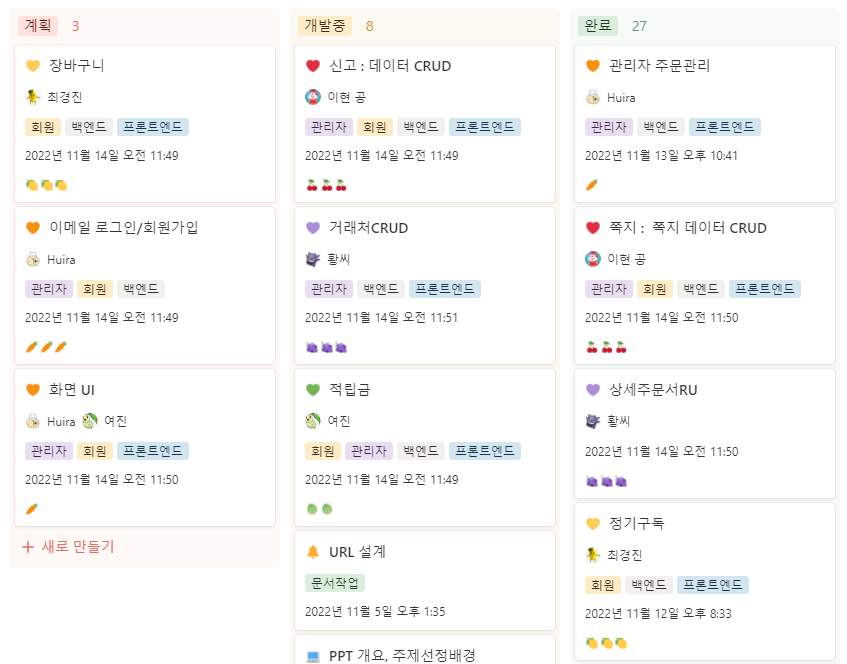 계획 3
장바구니
최경진
회원 백엔드 프론트엔드
2022년 11월 14일 오전 11:49
이메일 로그인/회원가입
Huira
관리자 회원 백엔드
2022년 11월 14일 오전 11:49
화면 UI
Huira 여진
관리자 회원 프론트엔드
2022년 11월 14일 오전 11:50
+ 새로 만들기
개발중 8
신고 : 데이터 CRUD
이현 공
관리자 회원 백엔드 프론트엔드
2022년 11월 14일 오전 11:49
거래처CRUD
황씨
관리자 백엔드 프론트엔드
2022년 11월 14일 오전 11:51
적립금
여진
회원 관리자 백엔드 프론트엔드
2022년 11월 14일 오전 11:49
URL 설계
문서작업
2022년 11월 5일 오후 1:35
PPT 개요, 주제선정배경
완료 27
관리자 주문관리
Huira
관리자 백엔드 프론트엔드
2022년 11월 13일 오후 10:41
쪽지 : 쪽지 데이터 CRUD
이현 공
관리자 회원 백엔드 프론트엔드
2022년 11월 14일 오전 11:50
상세주문서RU
황씨
2022년 11월 14일 오전 11:50
정기구독
최경진
회원 백엔드 프론트엔드
2022년 11월 12일 오후 8:33